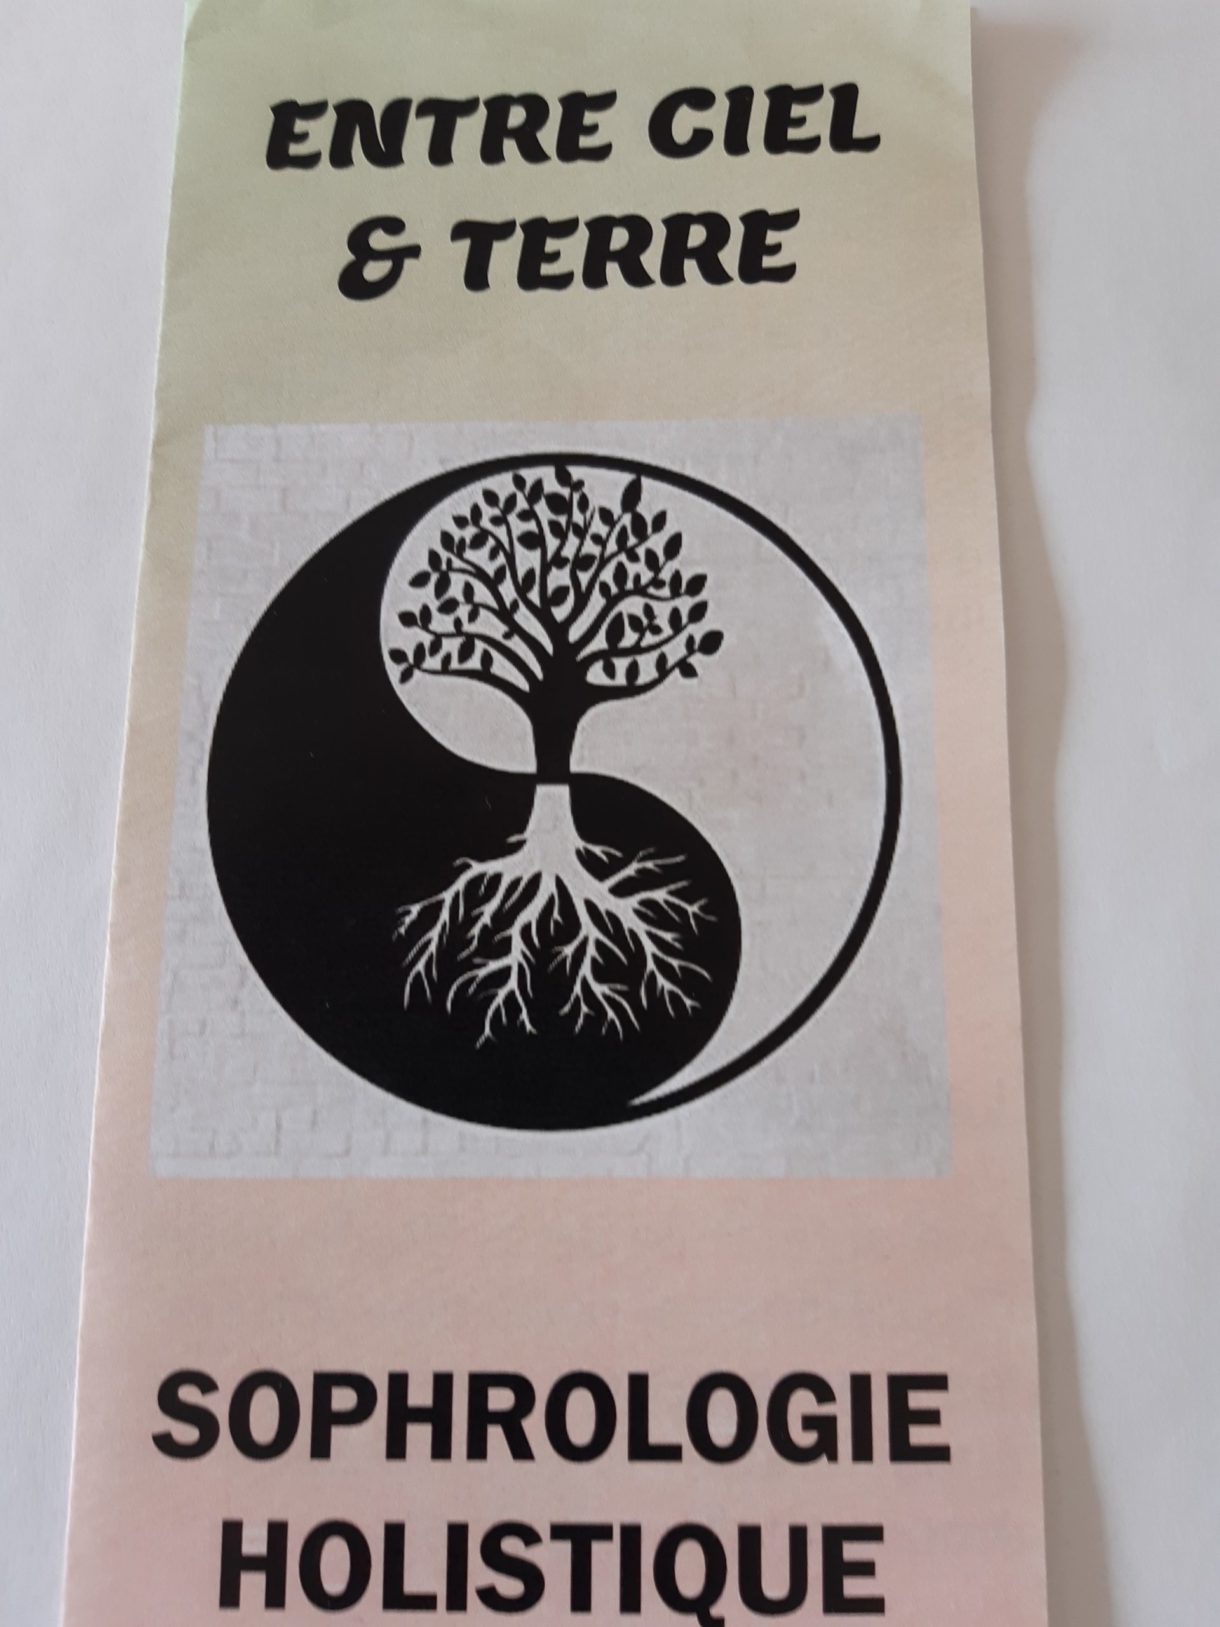 ENTRE CIEL
& TERRE
SOPHROLOGIE
HOLISTIQUE